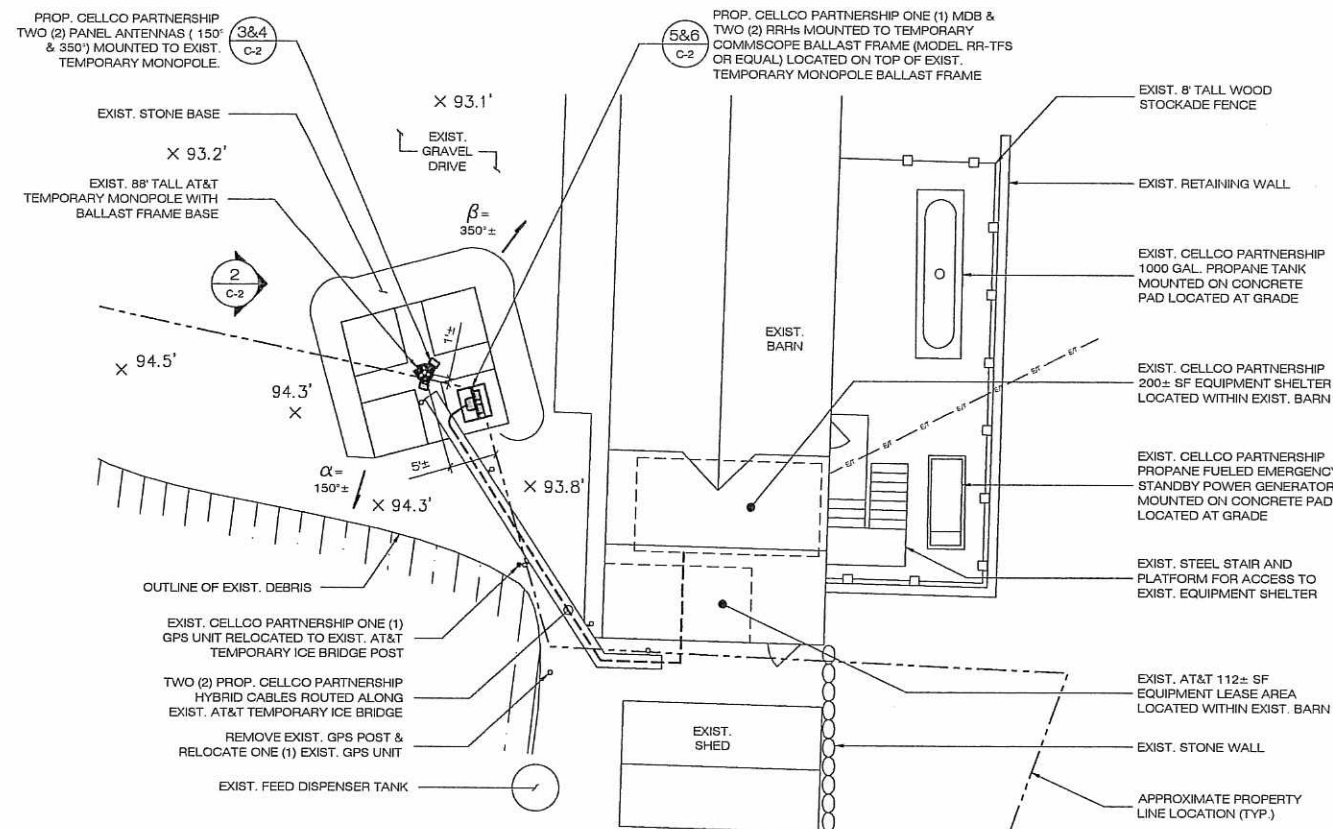 PROP. CELLCO PARTNERSHIP
TWO (2) PANEL ANTENNAS ( 150°
& 350°) MOUNTED TO EXIST.
TEMPORARY MONOPOLE.
3&4
C-2
5&6
C-2
PROP. CELLCO PARTNERSHIP ONE (1) MDB &
TWO (2) RRHs MOUNTED TO TEMPORARY
COMMSCOPE BALLAST FRAME (MODEL RR-TFS
OR EQUAL) LOCATED ON TOP OF EXIST.
TEMPORARY MONOPOLE BALLAST FRAME
EXIST. STONE BASE
93.1'
93.2'
EXIST.
GRAVEL
DRIVE
EXIST. 88' TALL AT&T
TEMPORARY MONOPOLE WITH
BALLAST FRAME BASE
β=
350°±
2
C-2
94.5'
94.3'
1'±
5'±
α=
150°±
94.3'
93.8'
EXIST.
BARN
OUTLINE OF EXIST. DEBRIS
EXIST. CELLCO PARTNERSHIP ONE (1)
GPS UNIT RELOCATED TO EXIST. AT&T
TEMPORARY ICE BRIDGE POST
TWO (2) PROP. CELLCO PARTNERSHIP
HYBRID CABLES ROUTED ALONG
EXIST. AT&T TEMPORARY ICE BRIDGE
REMOVE EXIST. GPS POST &
RELOCATE ONE (1) EXIST. GPS UNIT
EXIST. FEED DISPENSER TANK
EXIST.
SHED
EXIST. 8' TALL WOOD
STOCKADE FENCE
EXIST. RETAINING WALL
EXIST. CELLCO PARTNERSHIP
1000 GAL. PROPANE TANK
MOUNTED ON CONCRETE
PAD LOCATED AT GRADE
E/T
E/T
E/T
E/T
E/T
EXIST. CELLCO PARTNERSHIP
200± SF EQUIPMENT SHELTER
LOCATED WITHIN EXIST. BARN
EXIST. CELLCO PARTNERSHIP
PROPANE FUELED EMERGENCY
STANDBY POWER GENERATOR
MOUNTED ON CONCRETE PAD
LOCATED AT GRADE
EXIST. STEEL STAIR AND
PLATFORM FOR ACCESS TO
EXIST. EQUIPMENT SHELTER
EXIST. AT&T 112± SF
EQUIPMENT LEASE AREA
LOCATED WITHIN EXIST. BARN
EXIST. STONE WALL
APPROXIMATE PROPERTY
LINE LOCATION (TYP.)